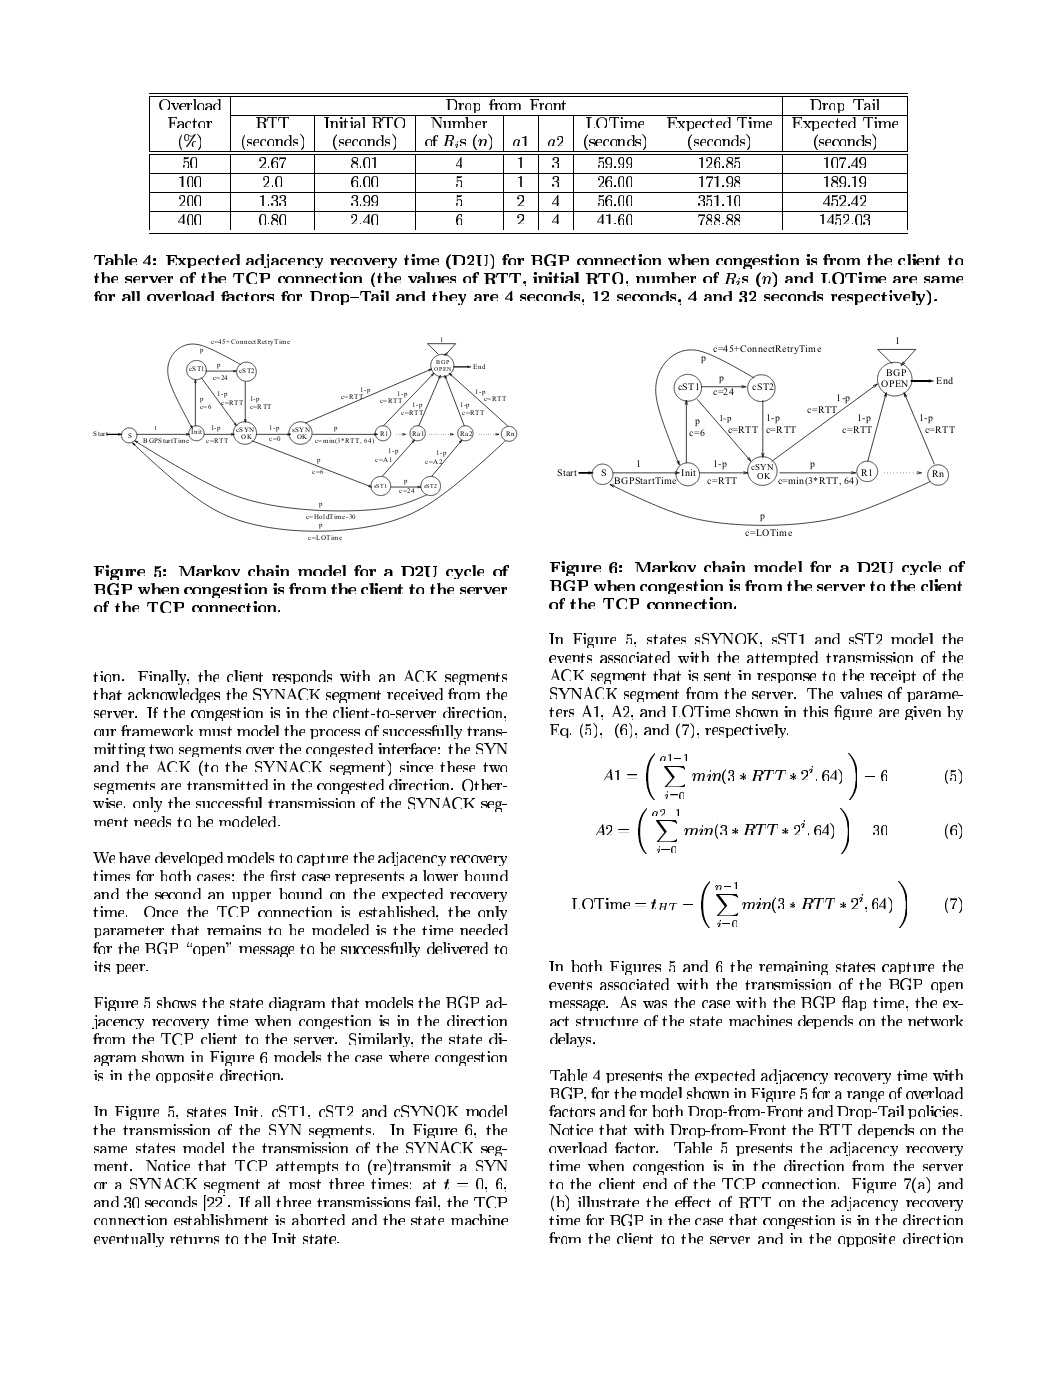 Overload Drop from Front Drop Tail
Factor RTT Initial RTO Number LOTime Expected Time Expected Time
(%) (seconds) (seconds) of Ris (n) a1 a2 (seconds) (seconds) (seconds)
50 2.67 8.01 4 1 3 59.99 126.85 107.49
100 2.0 6.00 5 1 3 26.00 171.98 189.19
200 1.33 3.99 5 2 4 56.00 351.10 452.42
400 0.80 2.40 6 2 4 41.60 788.88 1452.03
Table 4: Expected adjacency recovery time (D2U) for BGP connection when congestion is from the client to
the server of the TCP connection (the values of RTT, initial RTO, number of Ris (n) and LOTime are same
for all overload factors for Drop–Tail and they are 4 seconds, 12 seconds, 4 and 32 seconds respectively).
c=45+ConnectRetryTime
p
cST1
p
c=24
cST2
1
BGP
OPEN
End
p
c=6
1-p
c=RTT
1-p
c=RTT
1-p
c=RTT
1-p
c=RTT
1-p
c=RTT
1-p
c=RTT
1-p
c=RTT
Start
S
1
BGPStartTime
Init
1-p
c=RTT
cSYN
OK
1-p
c=0
sSYN
OK
p
c=min(3*RTT, 64)
R1
Ra1
Ra2
Rn
p
c=6
1-p
c=A1
1-p
c=A2
sST1
p
c=24
sST2
p
c=HoldTime-30
p
c=LOTime
Figure 5: Markov chain model for a D2U cycle of
BGP when congestion is from the client to the server
of the TCP connection.
tion. Finally, the client responds with an ACK segments
that acknowledges the SYNACK segment received from the
server. If the congestion is in the client-to-server direction,
our framework must model the process of successfully trans-
mitting two segments over the congested interface: the SYN
and the ACK (to the SYNACK segment) since these two
segments are transmitted in the congested direction. Other-
wise, only the successful transmission of the SYNACK seg-
ment needs to be modeled.
We have developed models to capture the adjacency recovery
times for both cases: the first case represents a lower bound
and the second an upper bound on the expected recovery
time. Once the TCP connection is established, the only
parameter that remains to be modeled is the time needed
for the BGP “open” message to be successfully delivered to
its peer.
Figure 5 shows the state diagram that models the BGP ad-
jacency recovery time when congestion is in the direction
from the TCP client to the server. Similarly, the state di-
agram shown in Figure 6 models the case where congestion
is in the opposite direction.
In Figure 5, states Init, cST1, cST2 and cSYNOK model
the transmission of the SYN segments. In Figure 6, the
same states model the transmission of the SYNACK seg-
ment. Notice that TCP attempts to (re)transmit a SYN
or a SYNACK segment at most three times: at t = 0, 6,
and 30 seconds [22]. If all three transmissions fail, the TCP
connection establishment is aborted and the state machine
eventually returns to the Init state.
c=45+ConnectRetryTime
p
cST1
p
c=24
cST2
1
BGP
OPEN
End
p
c=6
1-p
c=RTT
1-p
c=RTT
1-p
c=RTT
1-p
c=RTT
1-p
c=RTT
Start
S
1
BGPStartTime
Init
1-p
c=RTT
cSYN
OK
p
c=min(3*RTT, 64)
R1
Rn
p
c=LOTime
Figure 6: Markov chain model for a D2U cycle of
BGP when congestion is from the server to the client
of the TCP connection.
In Figure 5, states sSYNOK, sST1 and sST2 model the
events associated with the attempted transmission of the
ACK segment that is sent in response to the receipt of the
SYNACK segment from the server. The values of parame-
ters A1, A2, and LOTime shown in this figure are given by
Eq. (5), (6), and (7), respectively.
A1 = ( ∑_{i=0}^{a1−1} min(3 ∗ RTT ∗ 2^i, 64) ) − 6 (5)
A2 = ( ∑_{i=0}^{a2−1} min(3 ∗ RTT ∗ 2^i, 64) ) 30 (6)
LOTime = t_{HT} − ( ∑_{i=0}^{n−1} min(3 ∗ RTT ∗ 2^i, 64) ) (7)
In both Figures 5 and 6 the remaining states capture the
events associated with the transmission of the BGP open
message. As was the case with the BGP flap time, the ex-
act structure of the state machines depends on the network
delays.
Table 4 presents the expected adjacency recovery time with
BGP, for the model shown in Figure 5 for a range of overload
factors and for both Drop-from-Front and Drop-Tail policies.
Notice that with Drop-from-Front the RTT depends on the
overload factor. Table 5 presents the adjacency recovery
time when congestion is in the direction from the server
to the client end of the TCP connection. Figure 7(a) and
(b) illustrate the effect of RTT on the adjacency recovery
time for BGP in the case that congestion is in the direction
from the client to the server and in the opposite direction